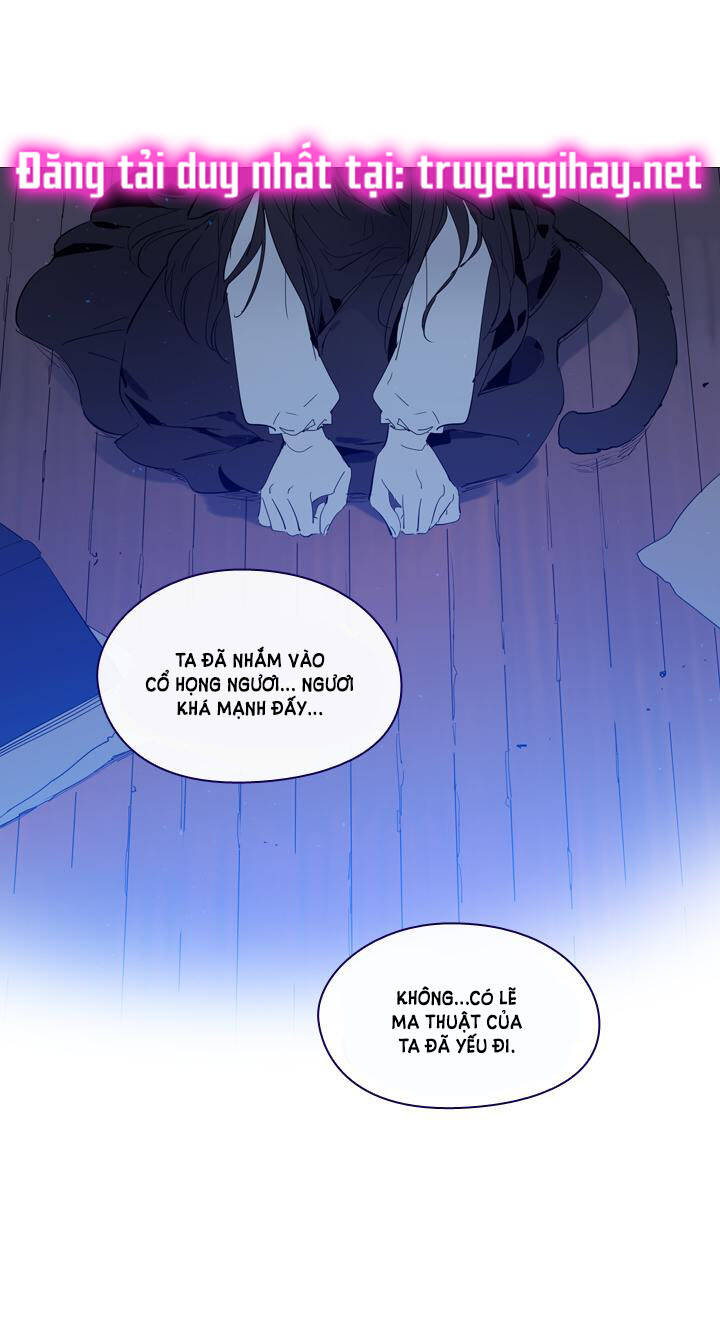 Đăng tải duy nhất tại: truyengihay.net
TA ĐÃ NHẮM VÀO
CỔ HỌNG NGƯƠI... NGƯƠI
KHÁ MẠNH ĐẤY...
KHÔNG...CÓ LẼ
MA THUẬT CỦA
TA ĐÃ YẾU ĐI.